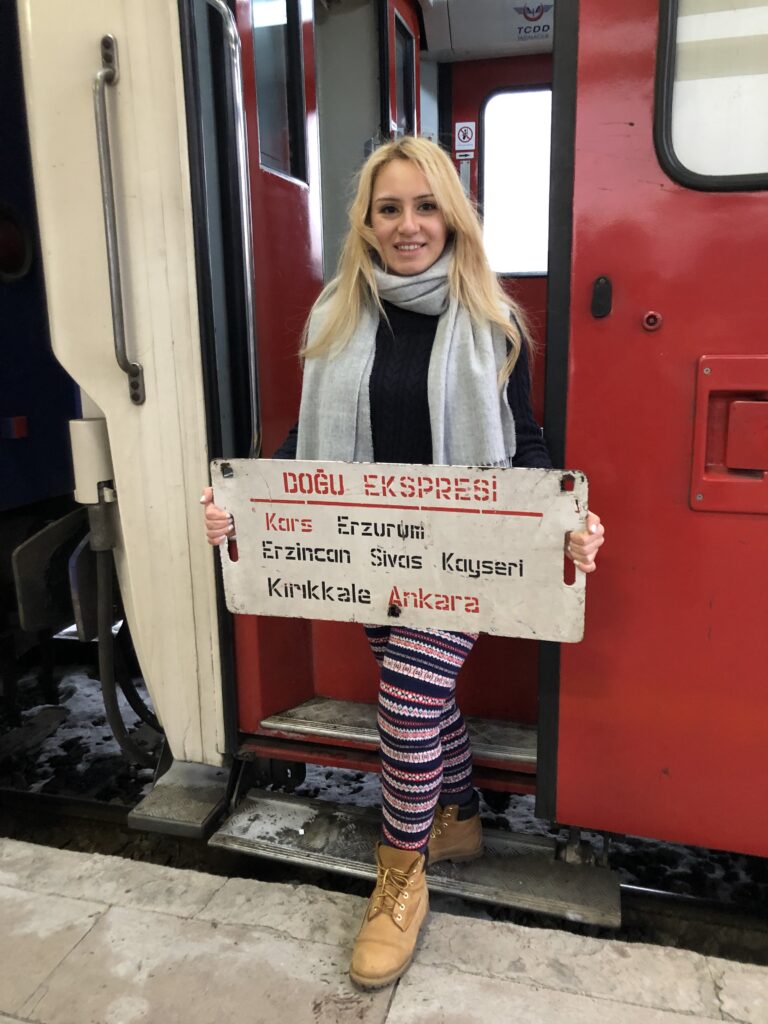 TCDD
DOĞU EKSPRESİ
Kars Erzurum
Erzincan Sivas Kayseri
Kırıkkale Ankara